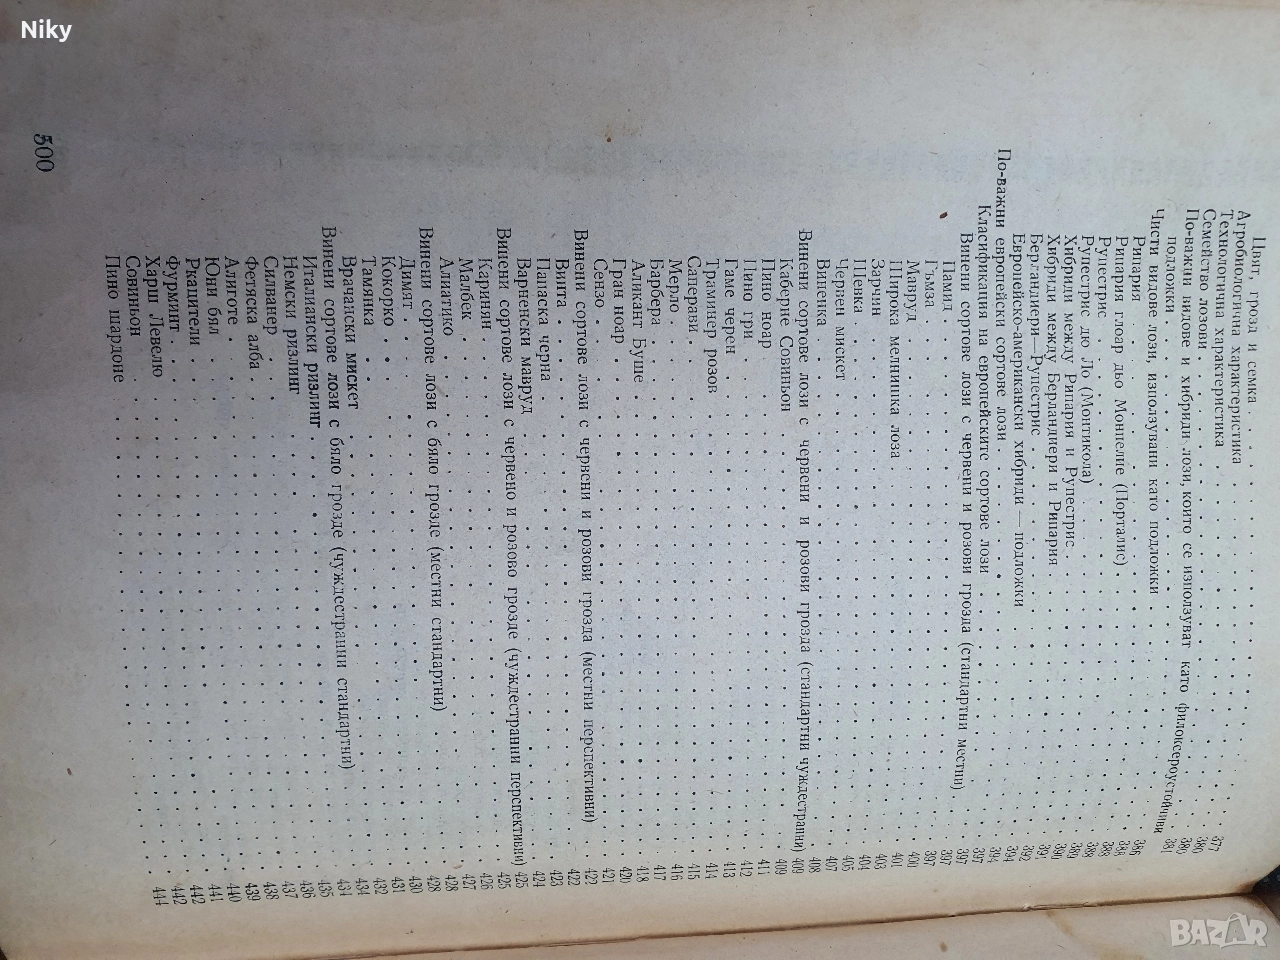 Цвит, грозд и семка
Агробиологична характеристика
Технологична характеристика 377
Семейство лозови 380
По-важни видове и хибриди лози, които се използуват като филоксероустойчиви
подложки 380
Чисти видове лози, използувани като подложки 381
Рипария 386
Рипария глоар дьо Монпелие (Порталис) 388
Рупестрис 388
Рупестрис дю Ло (Монтикола) 388
Хибриди между Рипария и Рупестрис 389
Хибриди между Берландиери и Рипария 390
Берландиери—Рупестрис 391
Европейско-американски хибриди — подложки 392
По-важни европейски сортове лози 394
Класификация на европейските сортове лози 397
Винени сортове лози с червени и розови грозда (стандартни местни) 397
Памид 397
Гъмза 400
Мавруд 401
Широка мелнишка лоза 403
Зарчин 404
Шевка 405
Червен мискет 407
Виненка 408
Винени сортове лози с червени и розови грозда (стандартни чуждестранни) 409
Каберне Совиньон 409
Пино ноар 411
Пино гри 412
Гаме черен 413
Траминер розов 414
Саперави 415
Мерло 416
Барбера 417
Аликант Буше 418
Гран ноар 420
Сензо 421
Винени сортове лози с червени и розови грозда (местни перспективни) 422
Винта 422
Папаска черна 423
Варненски мавруд 424
Винени сортове лози с червено и розово грозде (чуждестранни перспективни) 425
Каринян 425
Малбек 426
Алиатико 427
Винени сортове лози с бяло грозде (местни стандартни) 428
Димят 428
Кокорко 430
Тамянка 431
Врачански мискет 432
Винени сортове лози с бяло грозде (чуждестранни стандартни) 434
Италиански ризлинг 434
Немски ризлинг 435
Силванер 436
Фетяска алба 437
Алиготе 438
Юни бял 439
Ркацители 440
Фурминт 441
Харш Левелю 442
Совиньон 442
Пино шардоне 444
500
Niky
BAZAR